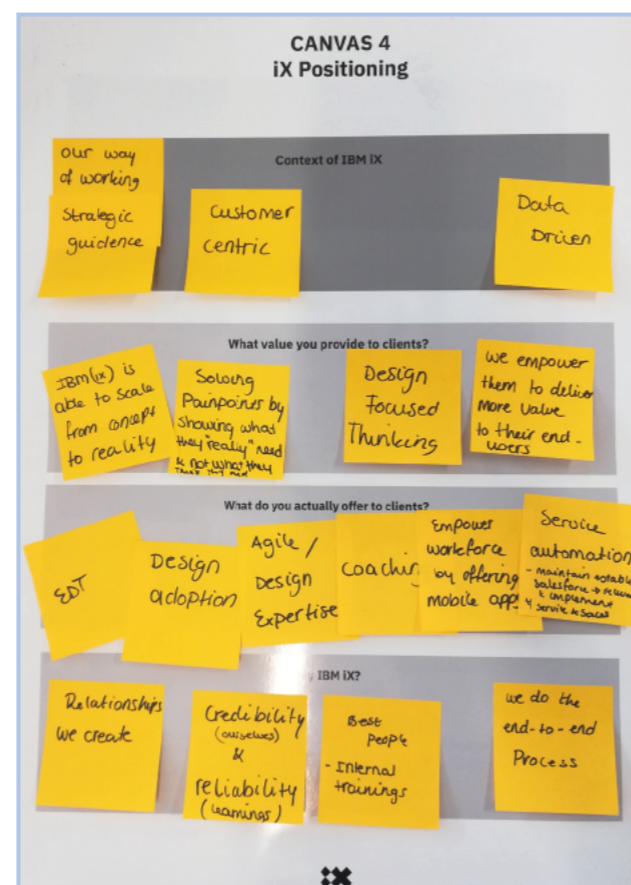 CANVAS 4
iX Positioning
Context of IBM iX
our way
of working
Strategic
guidence
Customer
centric
Data
Driven
What value you provide to clients?
IBM(ix) is
able to scale
from concept
to reality
Solving
Painpoints by
showing what
they "really" need
& not what they
Design
Focused
Thinking
we empower
them to deliver
more value
to their end-
users
What do you actually offer to clients?
EDT
Design
adoption
Agile /
Design
Expertise
coaching
Empower
workforce
by offering
mobile app
Service
automation
- maintain
salesforce →
& implement
service & sales
IBM iX?
Relationships
we create
Credibility
(ourselves)
&
reliability
(learnings)
Best
people
- Internal
trainings
we do the
end-to-end
Process
iX